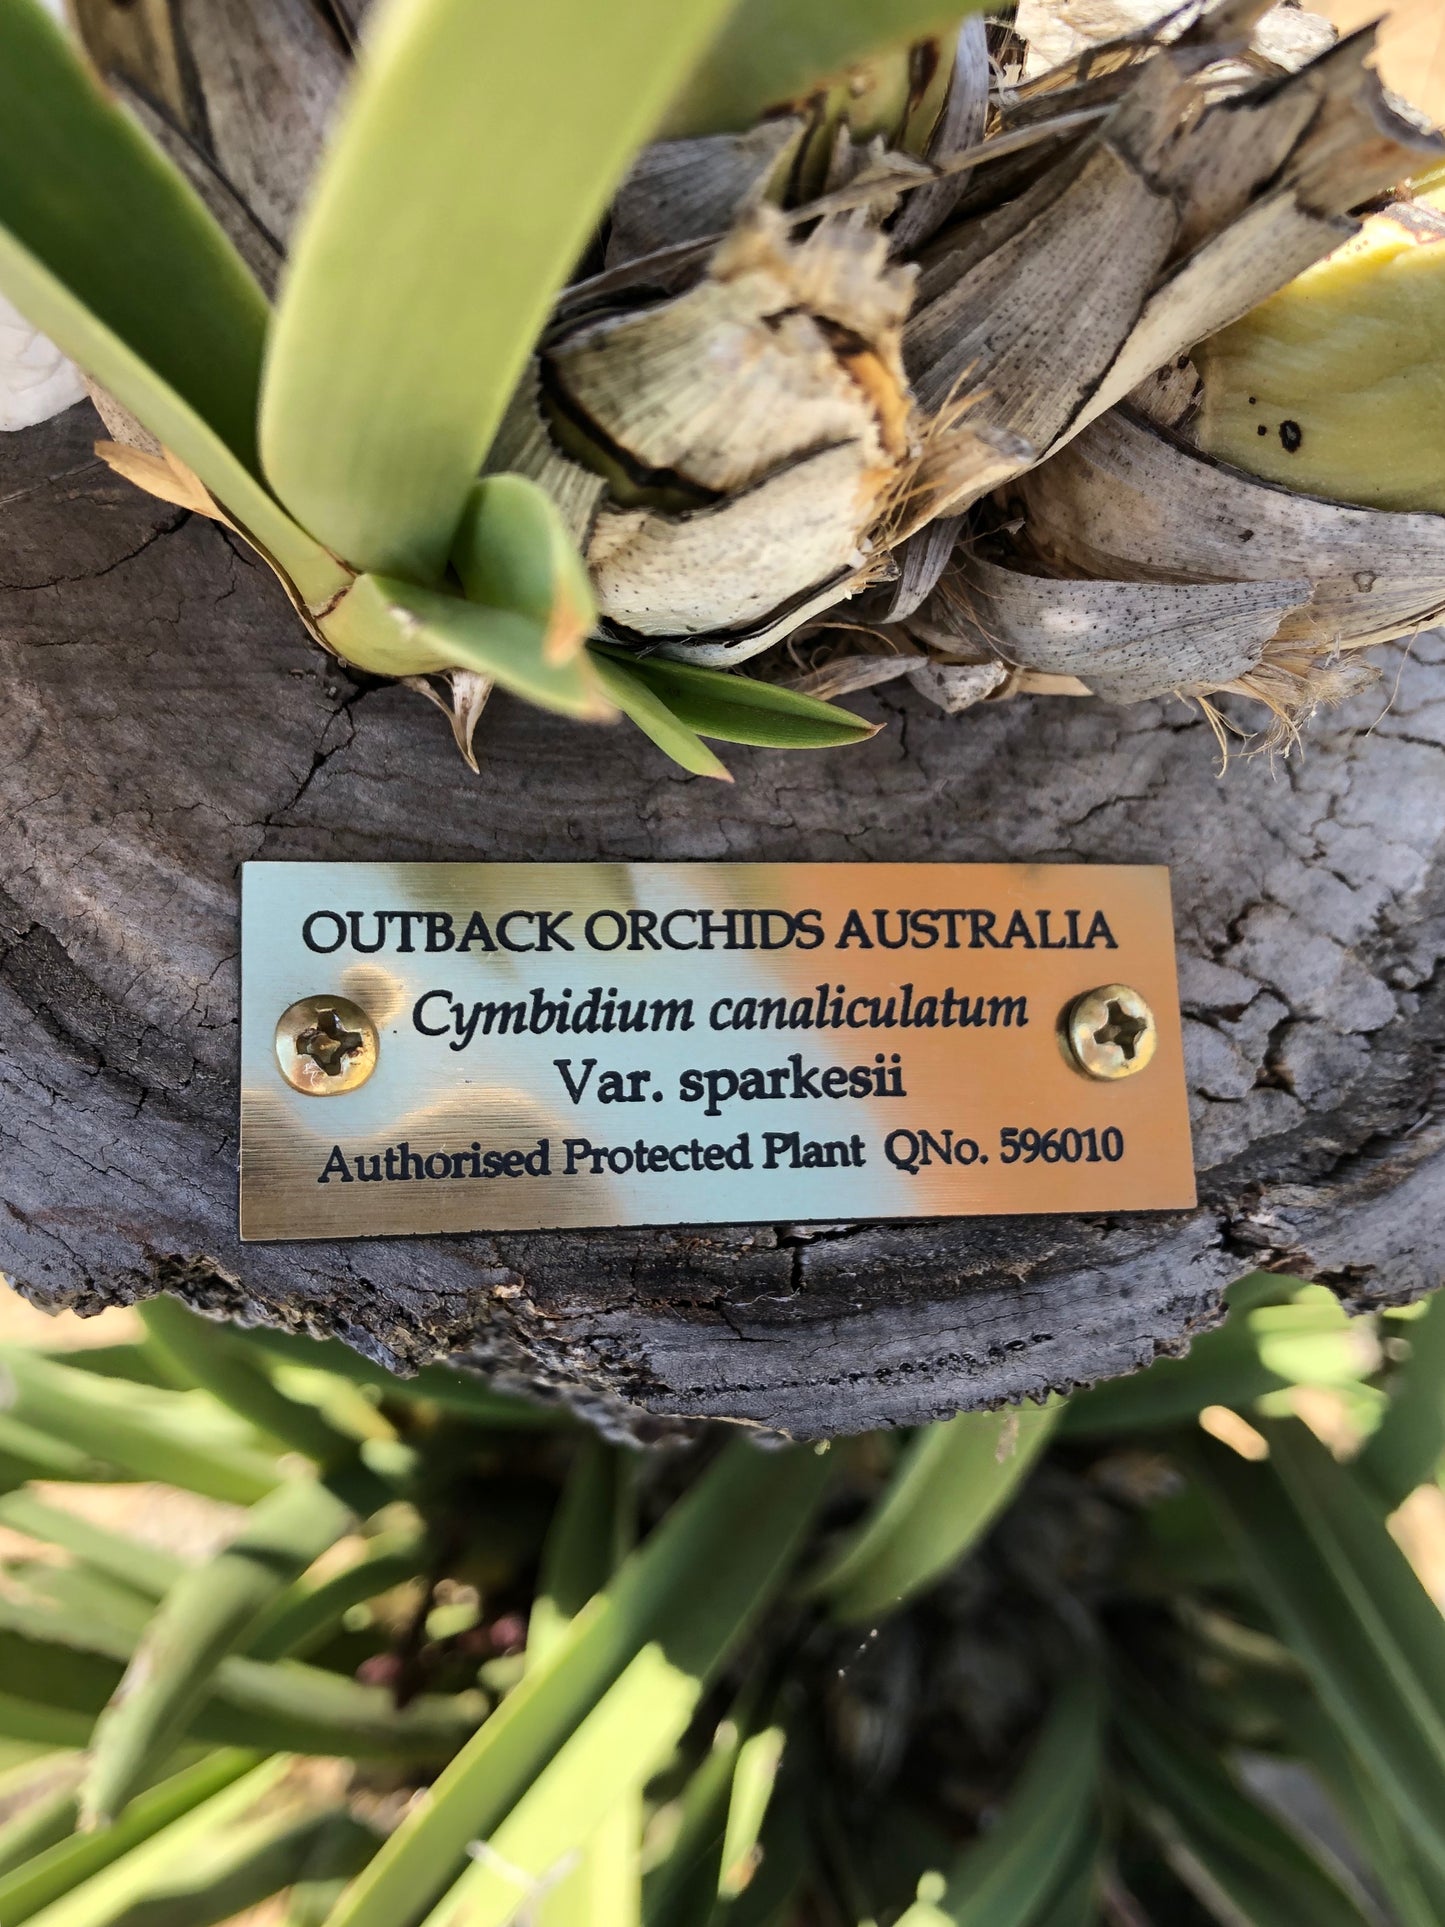 OUTBACK ORCHIDS AUSTRALIA
Cymbidium canaliculatum
Var. sparkesii
Authorised Protected Plant QNo. 596010